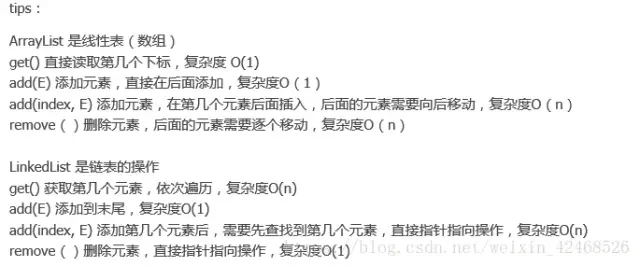 tips：
ArrayList 是线性表（数组）
get() 直接读取第几个下标，复杂度 O(1)
add(E) 添加元素，直接在后面添加，复杂度O（1）
add(index, E) 添加元素，在第几个元素后面插入，后面的元素需要向后移动，复杂度O（n）
remove（）删除元素，后面的元素需要逐个移动，复杂度O（n）
LinkedList 是链表的操作
get() 获取第几个元素，依次遍历，复杂度O(n)
add(E) 添加到末尾，复杂度O(1)
add(index, E) 添加第几个元素后，需要先查找到第几个元素，直接指针指向操作，复杂度O(n)
remove（）删除元素，直接指针指向操作，复杂度O(1)
https://blog.csdn.net/weixin_42468526